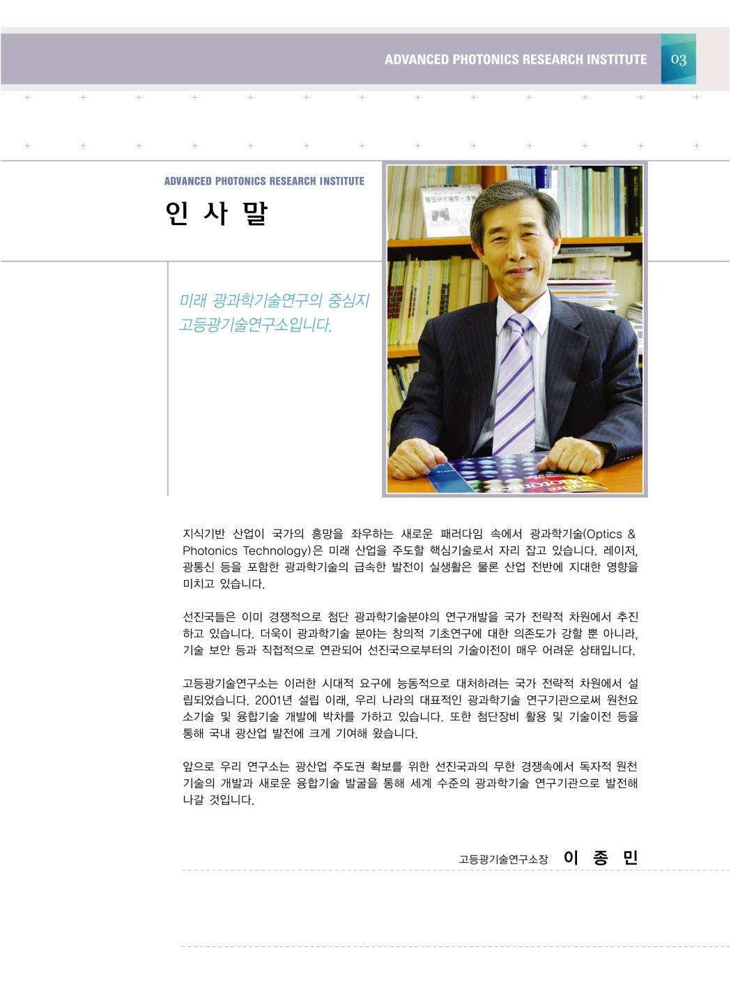 ADVANCED PHOTONICS RESEARCH INSTITUTE
03
ADVANCED PHOTONICS RESEARCH INSTITUTE
인 사 말
미래 광과학기술연구의 중심지
고등광기술연구소입니다.
nature
photonics
지식기반 산업이 국가의 흥망을 좌우하는 새로운 패러다임 속에서 광과학기술(Optics &
Photonics Technology)은 미래 산업을 주도할 핵심기술로서 자리 잡고 있습니다. 레이저,
광통신 등을 포함한 광과학기술의 급속한 발전이 실생활은 물론 산업 전반에 지대한 영향을
미치고 있습니다.
선진국들은 이미 경쟁적으로 첨단 광과학기술분야의 연구개발을 국가 전략적 차원에서 추진
하고 있습니다. 더욱이 광과학기술 분야는 창의적 기초연구에 대한 의존도가 강할 뿐 아니라,
기술 보안 등과 직접적으로 연관되어 선진국으로부터의 기술이전이 매우 어려운 상태입니다.
고등광기술연구소는 이러한 시대적 요구에 능동적으로 대처하려는 국가 전략적 차원에서 설
립되었습니다. 2001년 설립 이래, 우리 나라의 대표적인 광과학기술 연구기관으로써 원천요
소기술 및 융합기술 개발에 박차를 가하고 있습니다. 또한 첨단장비 활용 및 기술이전 등을
통해 국내 광산업 발전에 크게 기여해 왔습니다.
앞으로 우리 연구소는 광산업 주도권 확보를 위한 선진국과의 무한 경쟁속에서 독자적 원천
기술의 개발과 새로운 융합기술 발굴을 통해 세계 수준의 광과학기술 연구기관으로 발전해
나갈 것입니다.
고등광기술연구소장 이 종 민